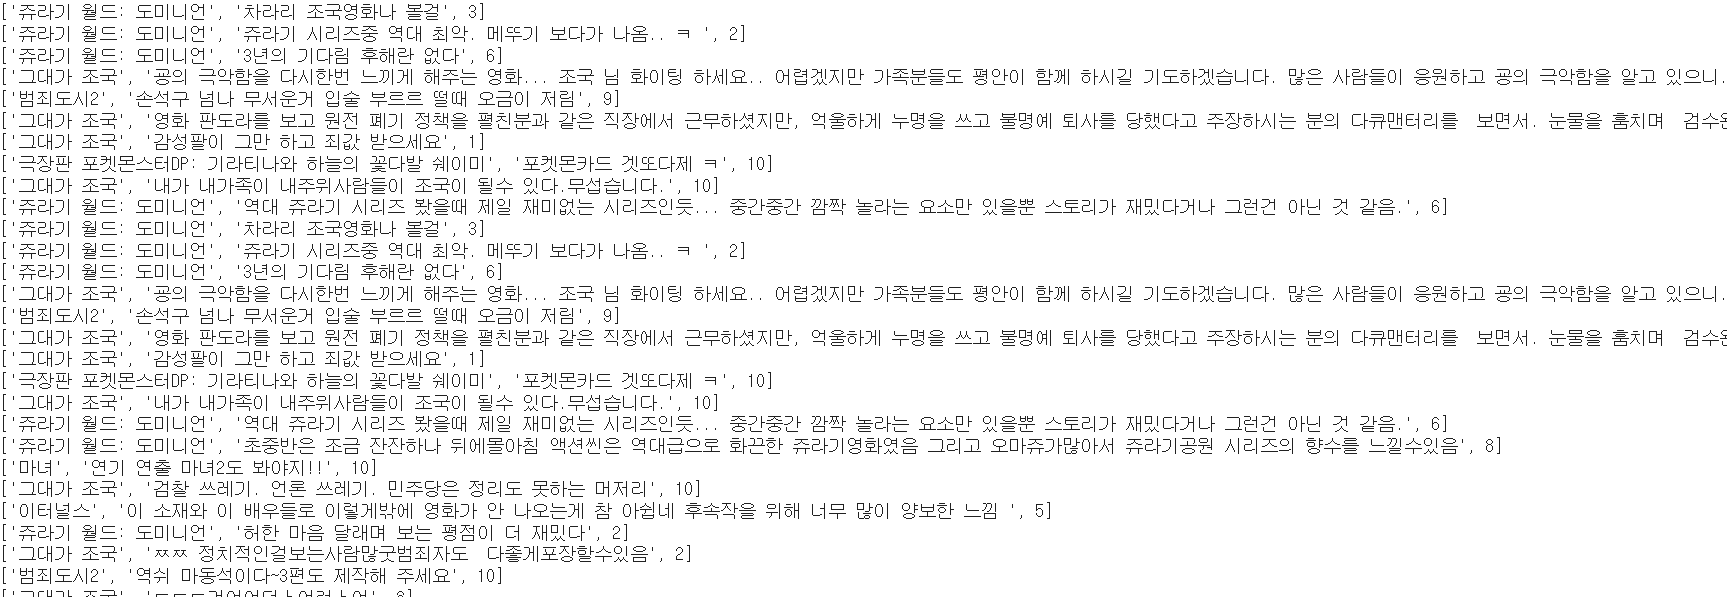 ['쥬라기 월드: 도미니언', '차라리 조국영화나 볼걸', 3]
['쥬라기 월드: 도미니언', '쥬라기 시리즈중 역대 최악. 메뚜기 보다가 나옴.. ㅋ ', 2]
['쥬라기 월드: 도미니언', '3년의 기다림 후해란 없다', 6]
['그대가 조국', '굥의 극악함을 다시한번 느끼게 해주는 영화... 조국 님 화이팅 하세요.. 어렵겠지만 가족분들도 평안이 함께 하시길 기도하겠습니다. 많은 사람들이 응원하고 굥의 극악함을 알고 있으니.
['범죄도시2', '손석구 넘나 무서운거 입술 부르르 떨때 오금이 저림', 9]
['그대가 조국', '영화 판도라를 보고 원전 폐기 정책을 펼친분과 같은 직장에서 근무하셨지만, 억울하게 누명을 쓰고 불명예 퇴사를 당했다고 주장하시는 분의 다큐맨터리를  보면서. 눈물을 훔치며  검수완
['그대가 조국', '감성팔이 그만 하고 죄값 받으세요', 1]
['극장판 포켓몬스터DP: 기라티나와 하늘의 꽃다발 쉐이미', '포켓몬카드 겟또다제 ㅋ', 10]
['그대가 조국', '내가 내가족이 내주위사람들이 조국이 될수 있다.무섭습니다.', 10]
['쥬라기 월드: 도미니언', '역대 쥬라기 시리즈 봤을때 제일 재미없는 시리즈인듯... 중간중간 깜짝 놀라는 요소만 있을뿐 스토리가 재밌다거나 그런건 아닌 것 같음.', 6]
['쥬라기 월드: 도미니언', '차라리 조국영화나 볼걸', 3]
['쥬라기 월드: 도미니언', '쥬라기 시리즈중 역대 최악. 메뚜기 보다가 나옴.. ㅋ ', 2]
['쥬라기 월드: 도미니언', '3년의 기다림 후해란 없다', 6]
['그대가 조국', '굥의 극악함을 다시한번 느끼게 해주는 영화... 조국 님 화이팅 하세요.. 어렵겠지만 가족분들도 평안이 함께 하시길 기도하겠습니다. 많은 사람들이 응원하고 굥의 극악함을 알고 있으니.
['범죄도시2', '손석구 넘나 무서운거 입술 부르르 떨때 오금이 저림', 9]
['그대가 조국', '영화 판도라를 보고 원전 폐기 정책을 펼친분과 같은 직장에서 근무하셨지만, 억울하게 누명을 쓰고 불명예 퇴사를 당했다고 주장하시는 분의 다큐맨터리를  보면서. 눈물을 훔치며  검수완
['그대가 조국', '감성팔이 그만 하고 죄값 받으세요', 1]
['극장판 포켓몬스터DP: 기라티나와 하늘의 꽃다발 쉐이미', '포켓몬카드 겟또다제 ㅋ', 10]
['그대가 조국', '내가 내가족이 내주위사람들이 조국이 될수 있다.무섭습니다.', 10]
['쥬라기 월드: 도미니언', '역대 쥬라기 시리즈 봤을때 제일 재미없는 시리즈인듯... 중간중간 깜짝 놀라는 요소만 있을뿐 스토리가 재밌다거나 그런건 아닌 것 같음.', 6]
['쥬라기 월드: 도미니언', '초중반은 조금 잔잔하나 뒤에몰아침 액션씬은 역대급으로 화끈한 쥬라기영화였음 그리고 오마쥬가많아서 쥬라기공원 시리즈의 향수를 느낄수있음', 8]
['마녀', '연기 연출 마녀2도 봐야지!!', 10]
['그대가 조국', '검찰 쓰레기. 언론 쓰레기. 민주당은 정리도 못하는 머저리', 10]
['이터널스', '이 소재와 이 배우들로 이렇게밖에 영화가 안 나오는게 참 아쉽네 후속작을 위해 너무 많이 양보한 느낌 ', 5]
['쥬라기 월드: 도미니언', '허한 마음 달래며 보는 평점이 더 재밌다', 2]
['그대가 조국', 'ㅉㅉ 정치적인걸보는사람많굿범죄자도  다좋게포장할수있음', 2]
['범죄도시2', '역쉬 마동석이다~3편도 제작해 주세요', 10]
['그대가 조국',